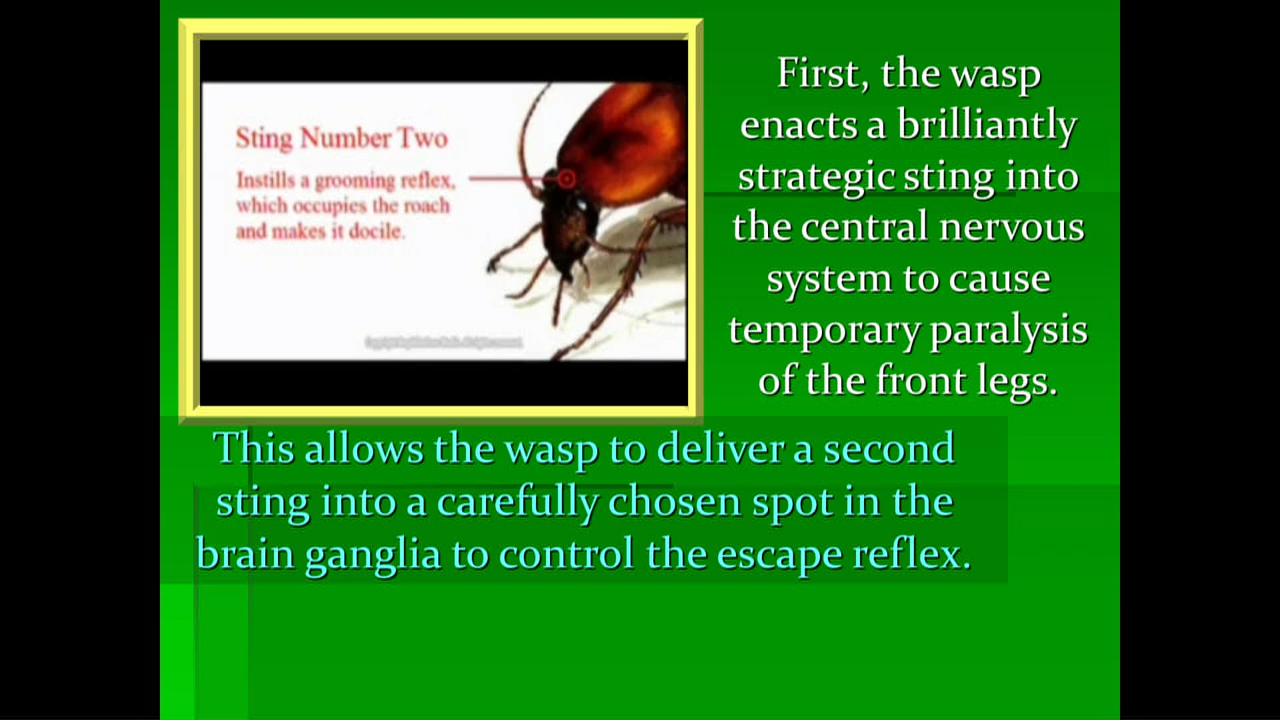 Sting Number Two
Instills a grooming reflex,
which occupies the roach
and makes it docile.
First, the wasp
enacts a brilliantly
strategic sting into
the central nervous
system to cause
temporary paralysis
of the front legs.
This allows the wasp to deliver a second
sting into a carefully chosen spot in the
brain ganglia to control the escape reflex.